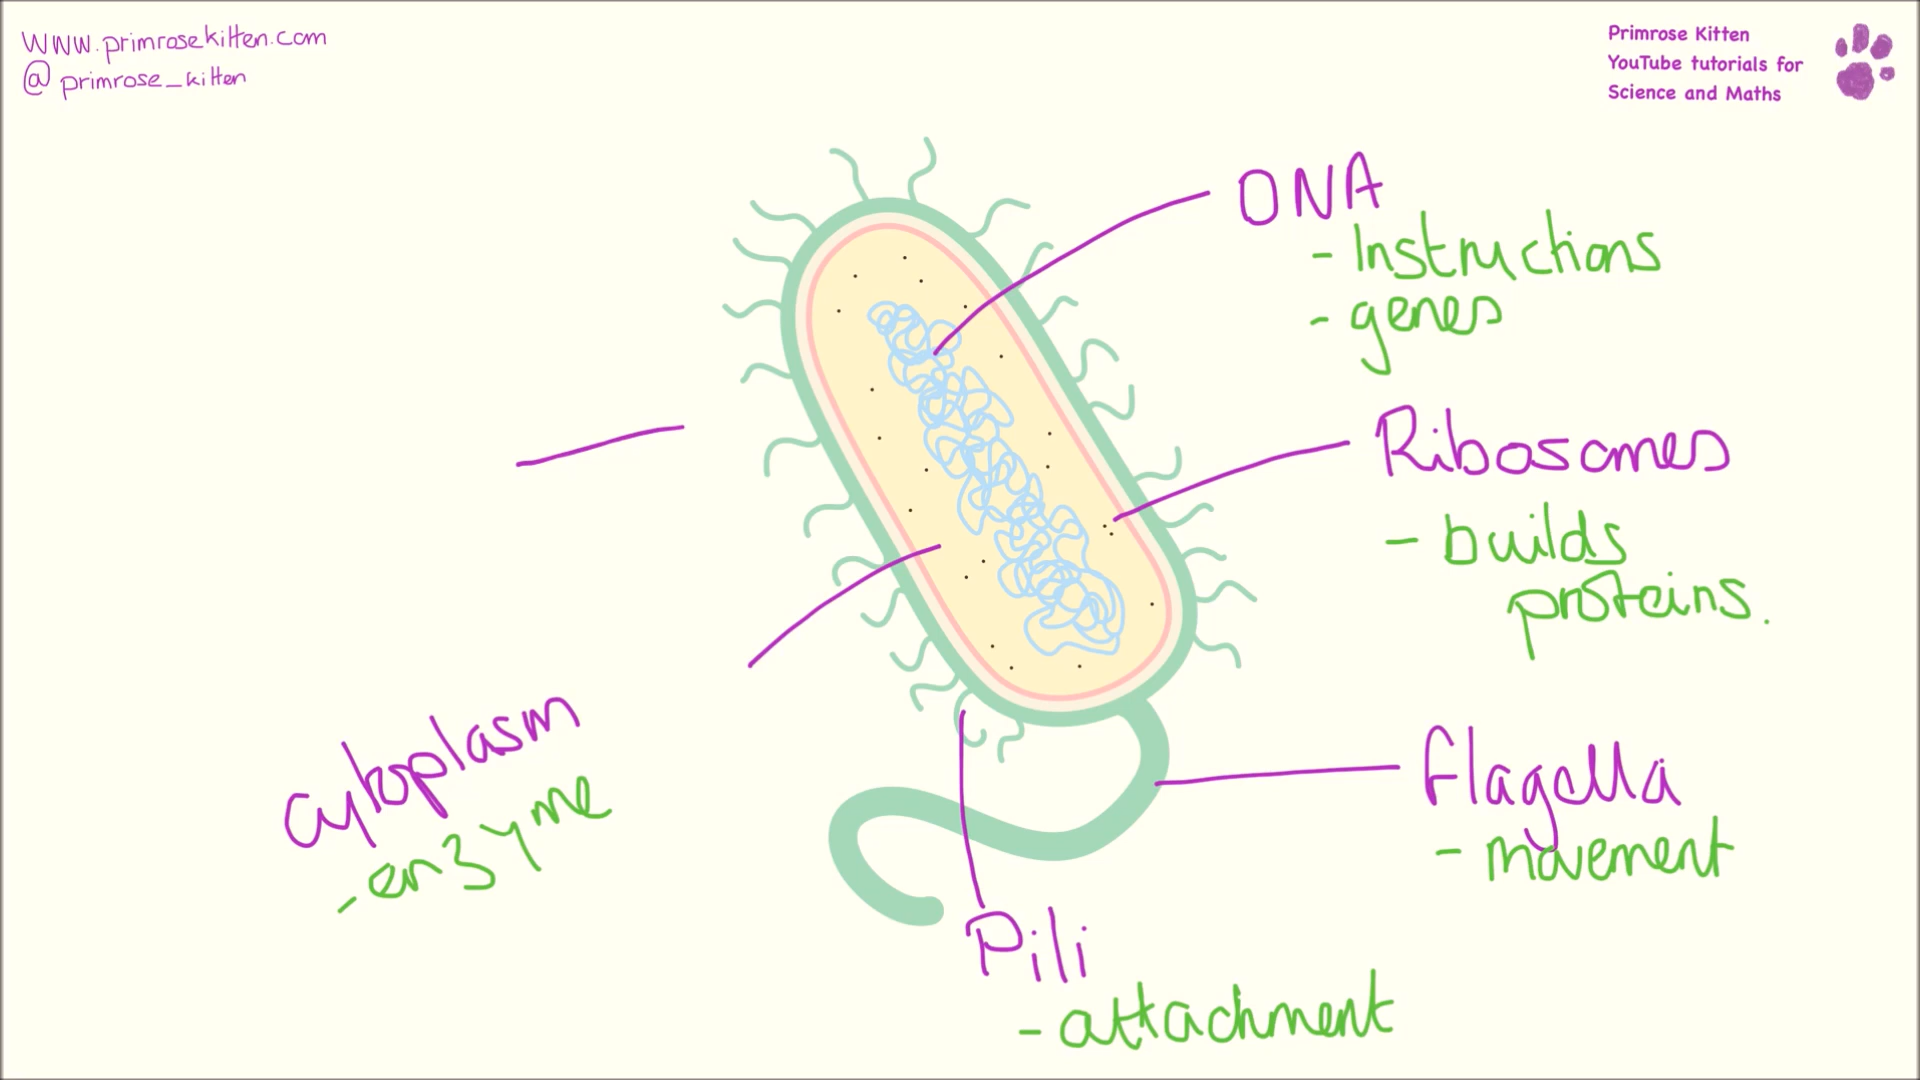 www.primrosekitten.com
@primrose_kitten
Primrose Kitten
YouTube tutorials for
Science and Maths
DNA
- Instructions
- genes
Ribosomes
- builds
proteins.
Cytoplasm
- enzyme
Flagella
- movement
Pili
- attachment